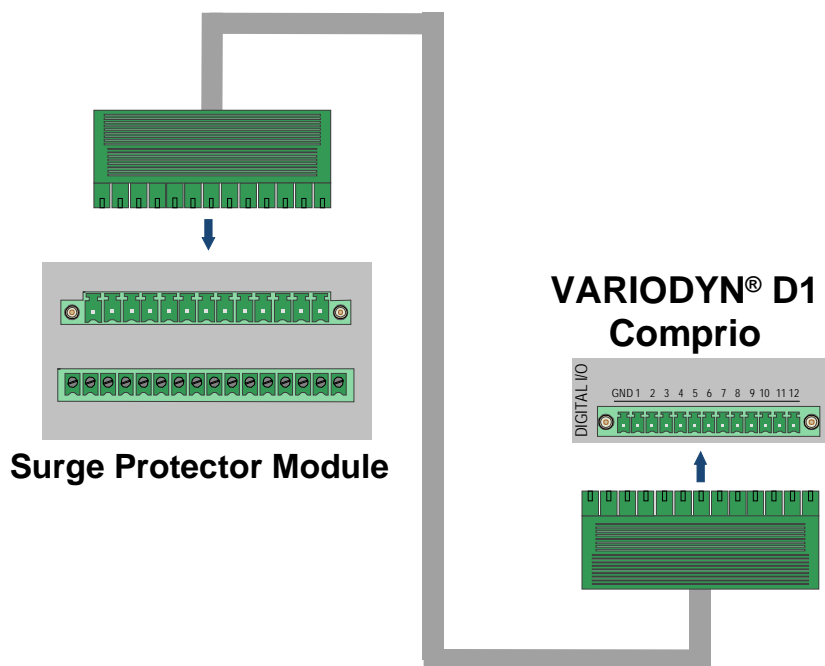 VARIODYN® D1
Comprio
DIGITAL I/O
GND 1 2 3 4 5 6 7 8 9 10 11 12
Surge Protector Module